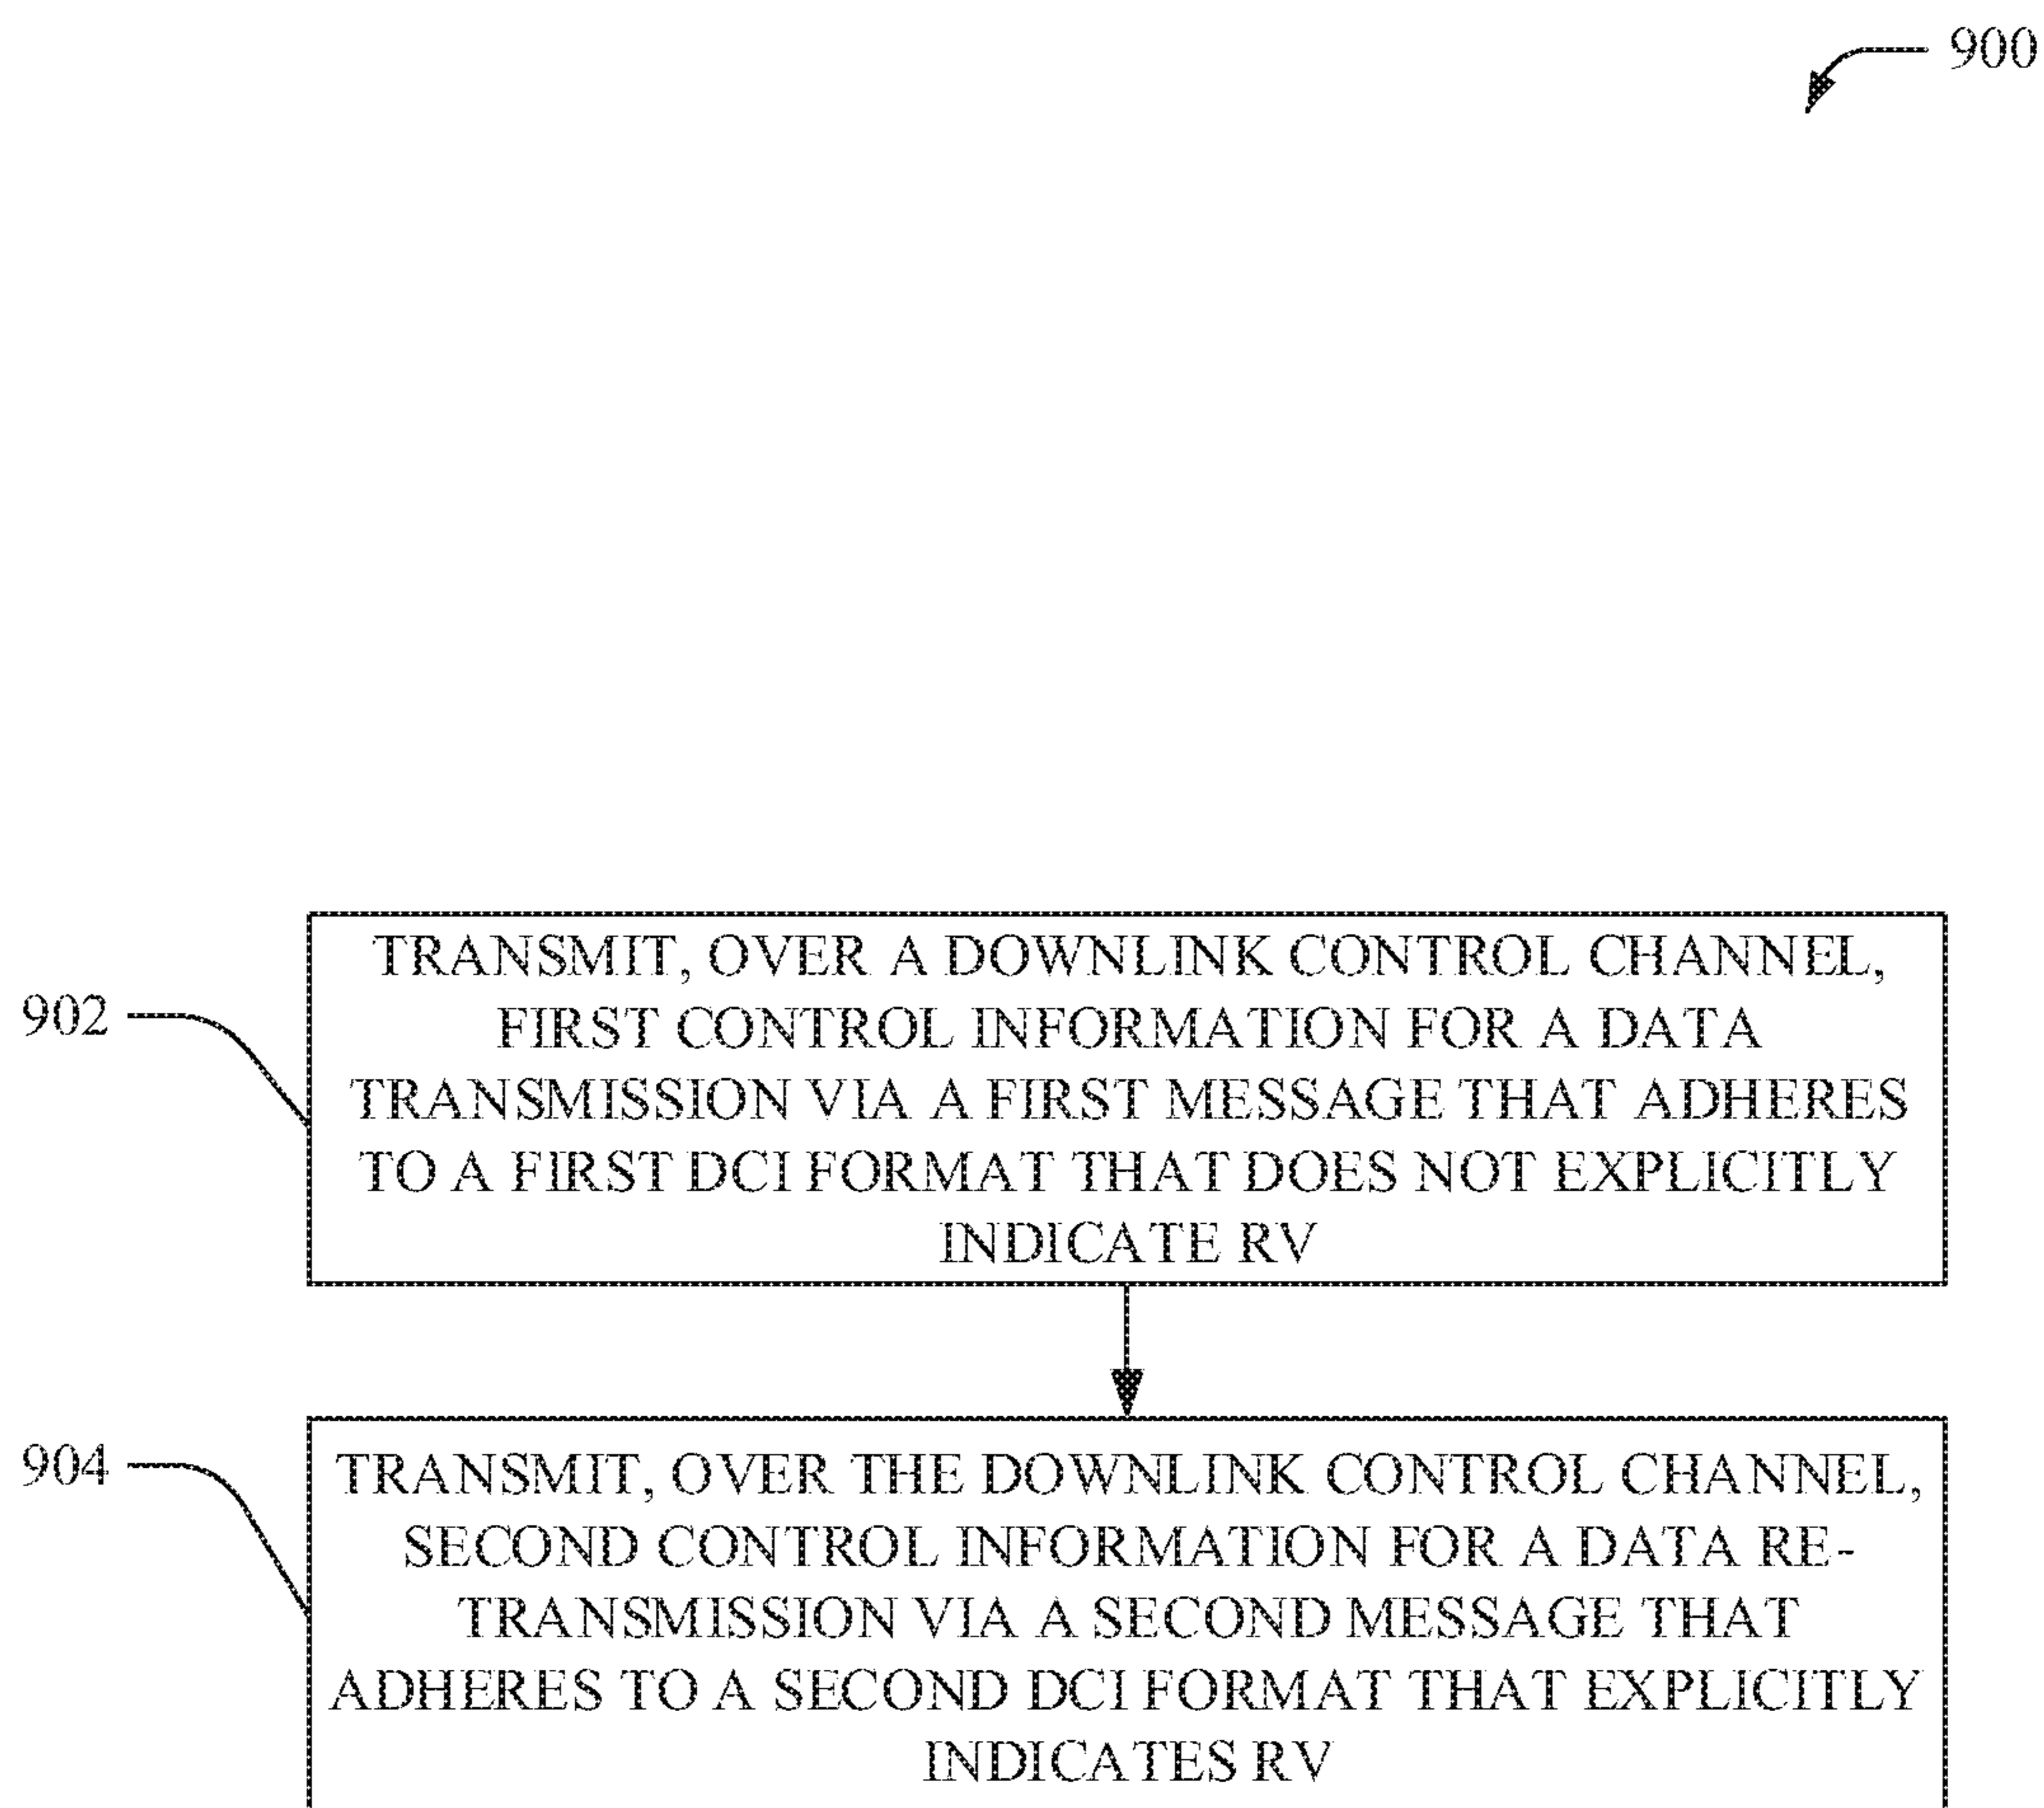 900
902
TRANSMIT, OVER A DOWNLINK CONTROL CHANNEL,
FIRST CONTROL INFORMATION FOR A DATA
TRANSMISSION VIA A FIRST MESSAGE THAT ADHERES
TO A FIRST DCI FORMAT THAT DOES NOT EXPLICITLY
INDICATE RV
904
TRANSMIT, OVER THE DOWNLINK CONTROL CHANNEL,
SECOND CONTROL INFORMATION FOR A DATA RE-
TRANSMISSION VIA A SECOND MESSAGE THAT
ADHERES TO A SECOND DCI FORMAT THAT EXPLICITLY
INDICATES RV